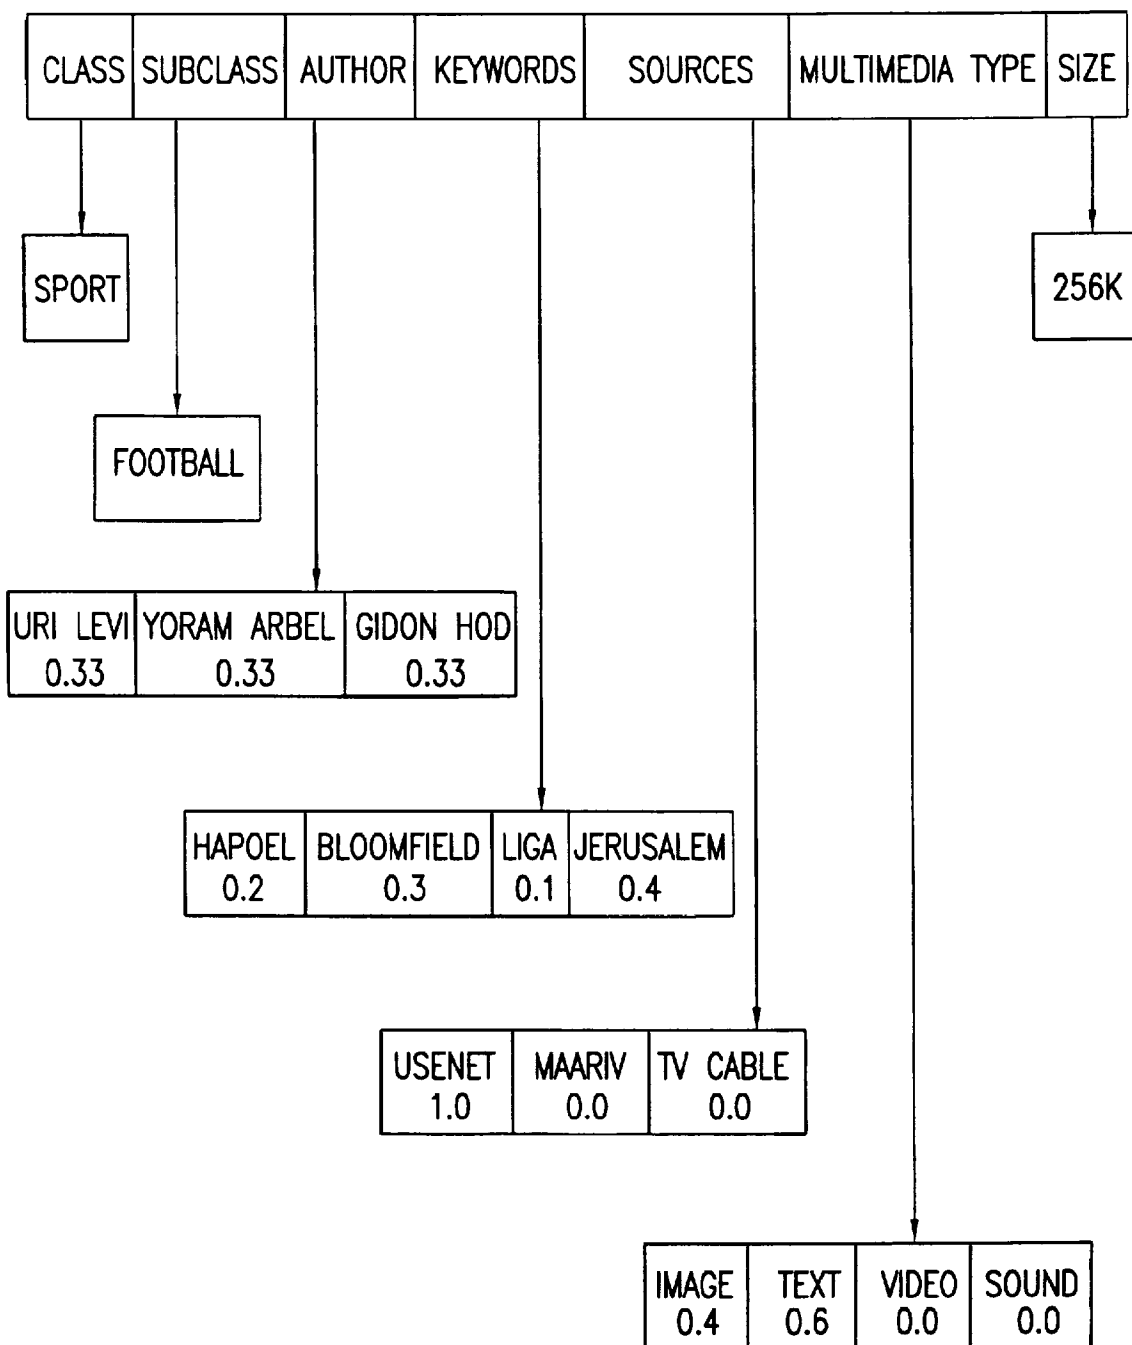 CLASS SUBCLASS AUTHOR KEYWORDS SOURCES MULTIMEDIA TYPE SIZE
SPORT
256K
FOOTBALL
URI LEVI YORAM ARBEL GIDON HOD
0.33 0.33 0.33
HAPOEL BLOOMFIELD LIGA JERUSALEM
0.2 0.3 0.1 0.4
USENET MAARIV TV CABLE
1.0 0.0 0.0
IMAGE TEXT VIDEO SOUND
0.4 0.6 0.0 0.0